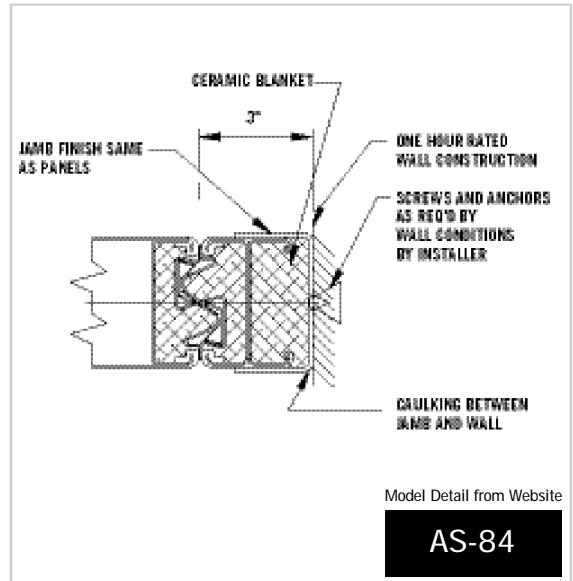 CERAMIC BLANKET
3"
JAMB FINISH SAME
AS PANELS
ONE HOUR RATED
WALL CONSTRUCTION
SCREWS AND ANCHORS
AS REQ'D BY
WALL CONDITIONS
BY INSTALLER
CAULKING BETWEEN
JAMB AND WALL
Model Detail from Website
AS-84